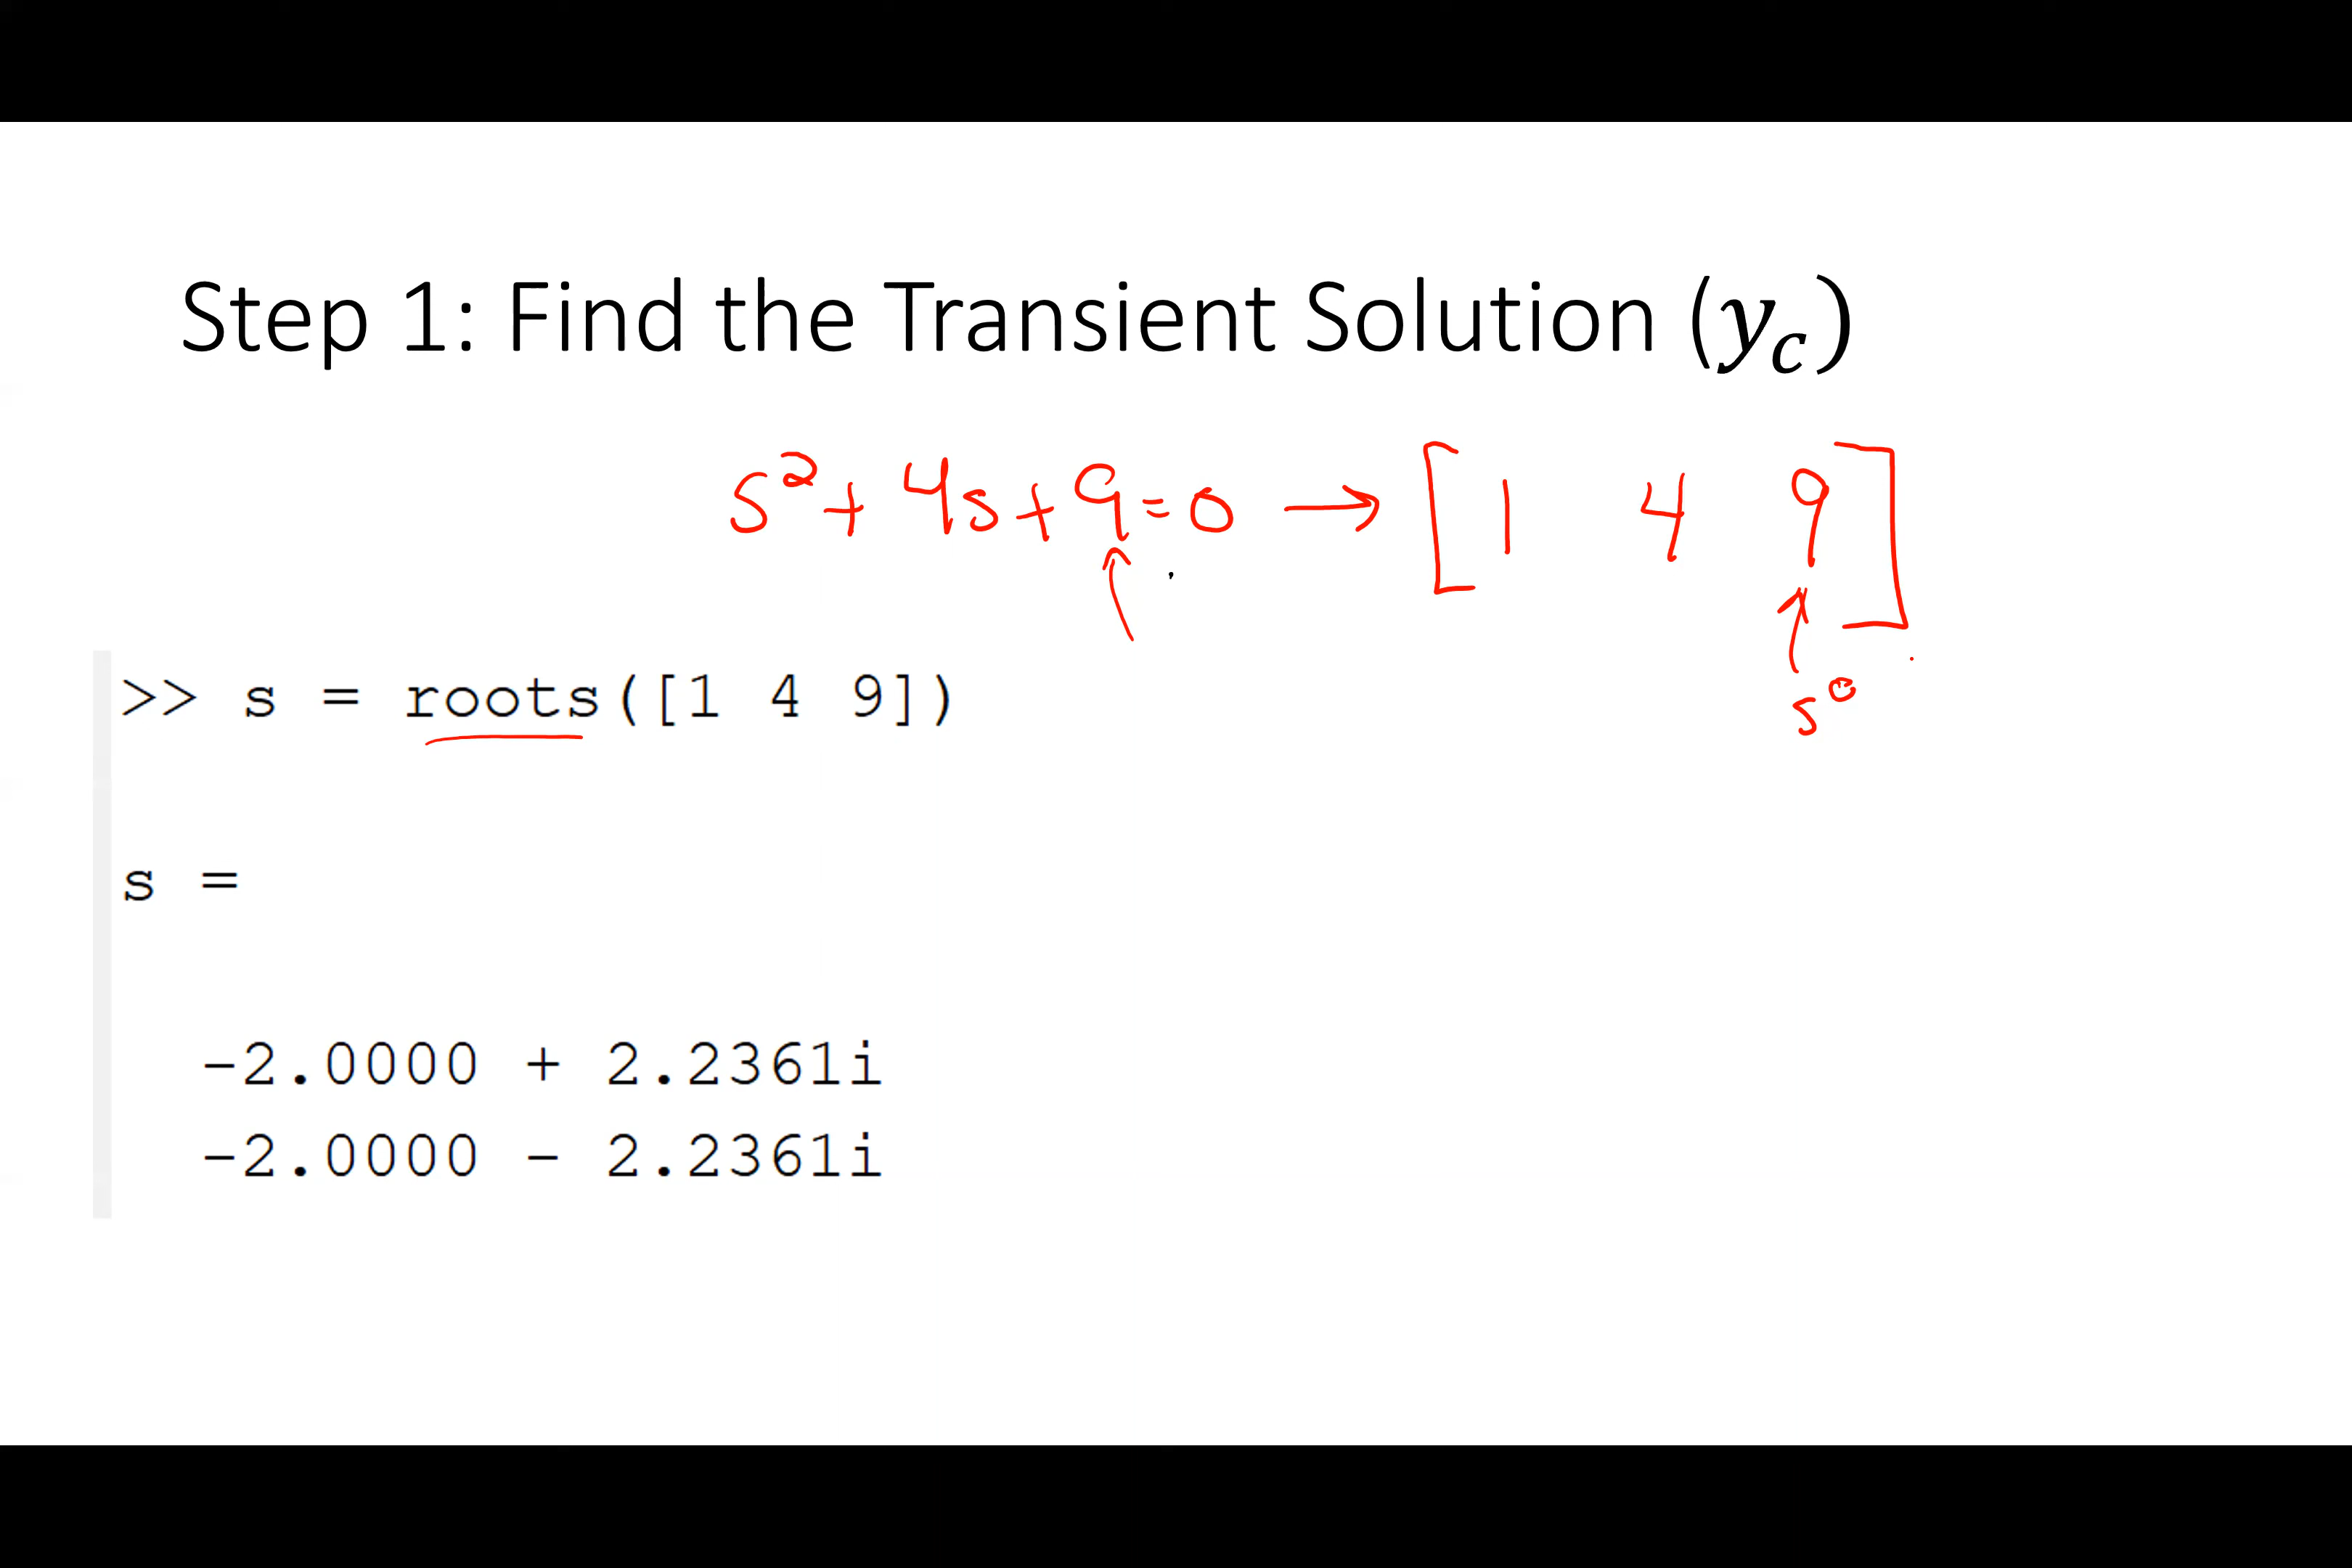 Step 1: Find the Transient Solution (y_c)
s² + 4s + 9 = 0 → [1 4 9]
>> s = roots([1 4 9])
s⁰
s =
-2.0000 + 2.2361i
-2.0000 - 2.2361i